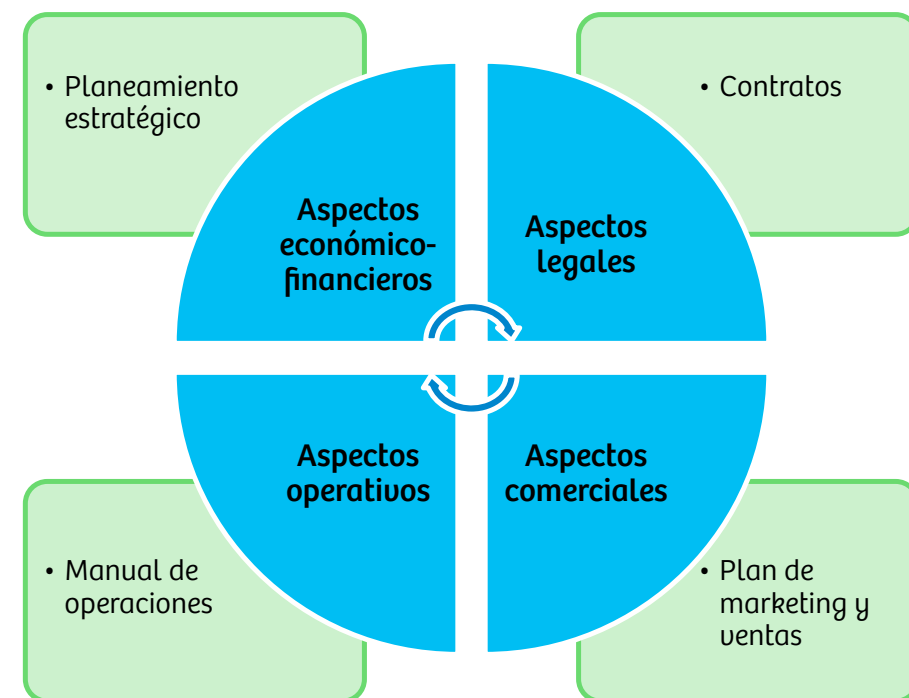 • Planeamiento
estratégico
• Contratos
Aspectos
económico-
financieros
Aspectos
legales
Aspectos
operativos
Aspectos
comerciales
• Manual de
operaciones
• Plan de
marketing y
ventas